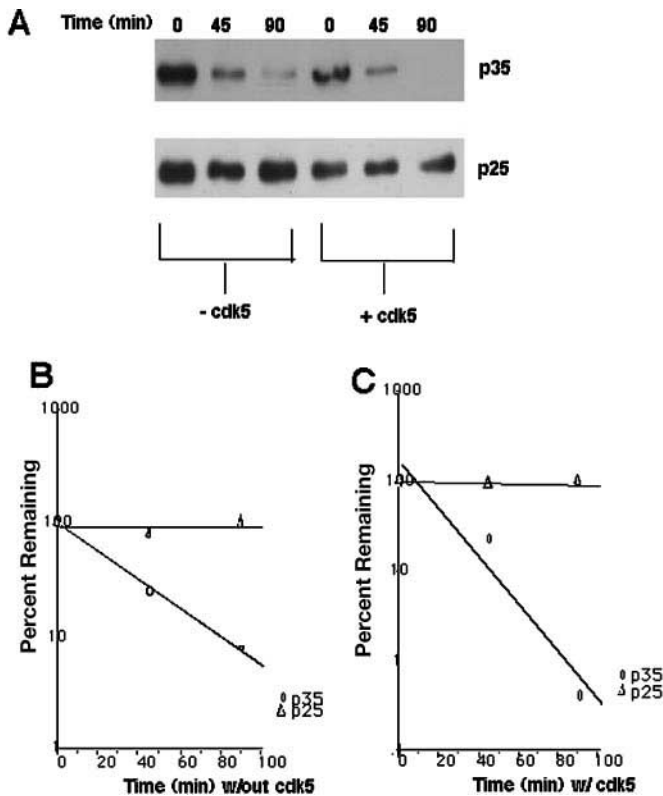 A
Time (min) 0 45 90 0 45 90
p35
p25
- cdk5 + cdk5
B
1000
100
10
1
Percent Remaining
0 20 40 60 80 100
Time (min) w/out cdk5
p35
p25
C
1000
100
10
1
.1
Percent Remaining
0 20 40 60 80 100
Time (min) w/ cdk5
p35
p25